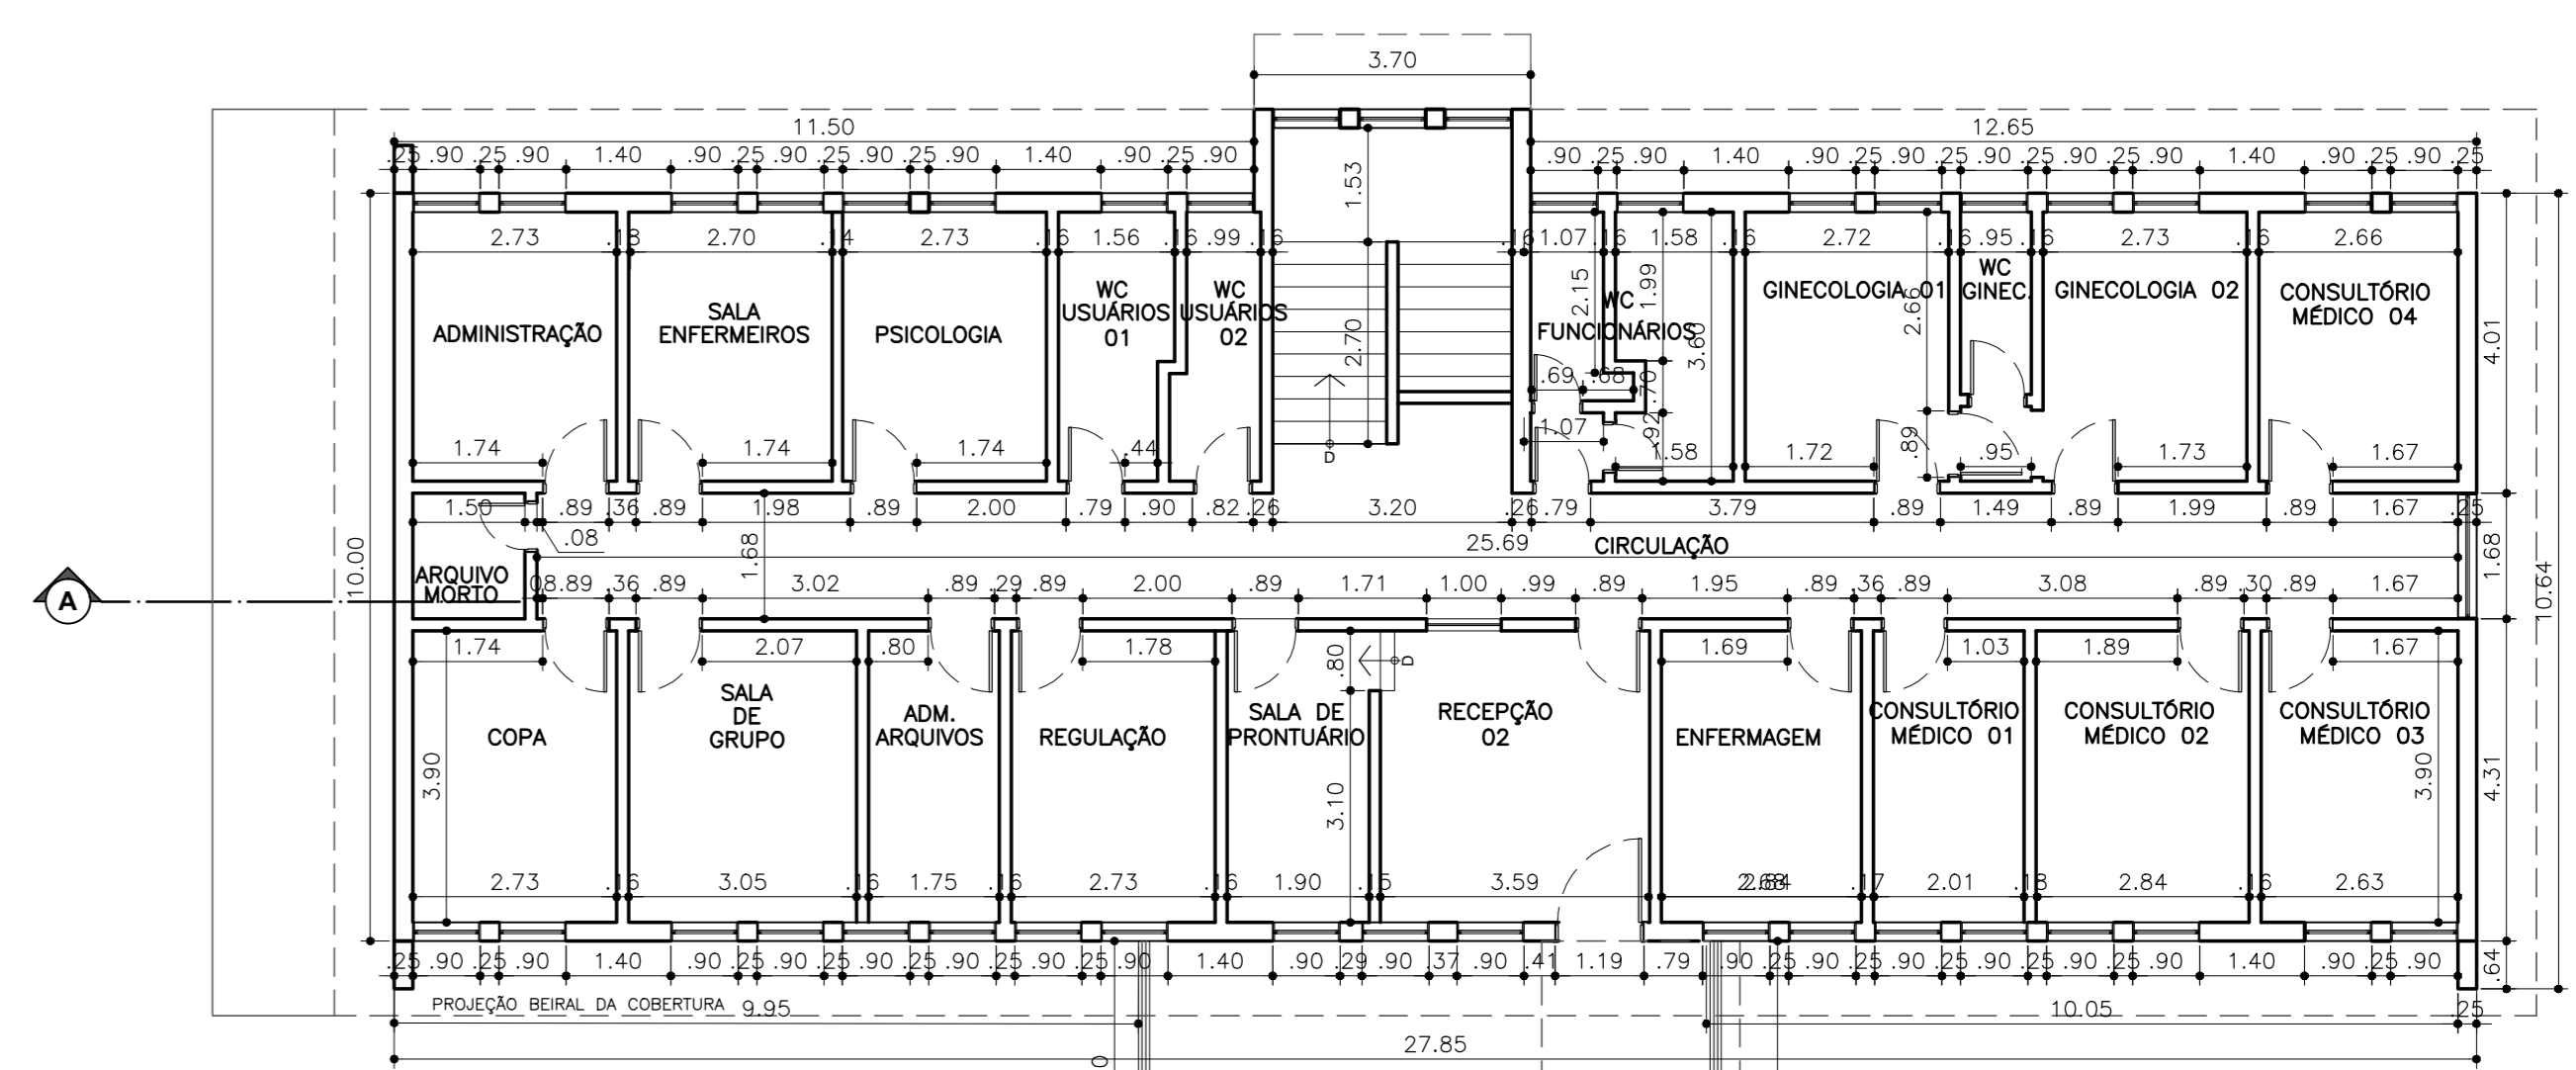 3.70
11.50
12.65
.25 .90 .25 .90 1.40 .90 .25 .90 .25 .90 .25 .90 1.40 .90 .25 .90
.90 .25 .90 1.40 .90 .25 .90 .25 .90 .25 .90 .25 .90 1.40 .90 .25 .90 .25
1.53
2.73 .18 2.70 .14 2.73 .16 1.56 .16 .99 .16
.16 1.07 .16 1.58 .16 2.72 .16 .95 .16 2.73 .16 2.66
ADMINISTRAÇÃO
SALA
ENFERMEIROS
PSICOLOGIA
WC
USUÁRIOS
01
WC
USUÁRIOS
02
2.70
D
2.15
1.99
3.60
WC
FUNCIONÁRIOS
GINECOLOGIA 01
WC
GINEC.
2.66
GINECOLOGIA 02
CONSULTÓRIO
MÉDICO 04
4.01
.69 .68
.70
.92
1.07
.89
1.74 1.74 1.74 .44
1.58 1.72 .95 1.73 1.67
1.50 .89 .36 .89 1.98 .89 2.00 .79 .90 .82 .26 3.20 .26 .79 3.79 .89 1.49 .89 1.99 .89 1.67 .25
.08
1.68
25.69
CIRCULAÇÃO
1.68
10.00
10.64
A
ARQUIVO
MORTO
.08 .89 .36 .89 3.02 .89 .29 .89 2.00 .89 1.71 1.00 .99 .89 1.95 .89 .36 .89 3.08 .89 .30 .89 1.67
1.74 2.07 .80 1.78 .80 D 1.69 1.03 1.89 1.67
COPA
SALA
DE
GRUPO
ADM.
ARQUIVOS
REGULAÇÃO
SALA DE
PRONTUÁRIO
RECEPÇÃO
02
ENFERMAGEM
CONSULTÓRIO
MÉDICO 01
CONSULTÓRIO
MÉDICO 02
CONSULTÓRIO
MÉDICO 03
3.90
3.10
3.90
4.31
2.73 .16 3.05 .16 1.75 .16 2.73 .16 1.90 .15 3.59 .17 2.01 .18 2.84 .16 2.63
.25 .90 .25 .90 1.40 .90 .25 .90 .25 .90 .25 .90 .25 .90 .25 .90 1.40 .90 .29 .90 .37 .90 .41 1.19 .79 .90 .25 .90 .25 .90 .25 .90 .25 .90 .25 .90 1.40 .90 .25 .90
.64
PROJEÇÃO BEIRAL DA COBERTURA
9.95
10.05
.25
27.85